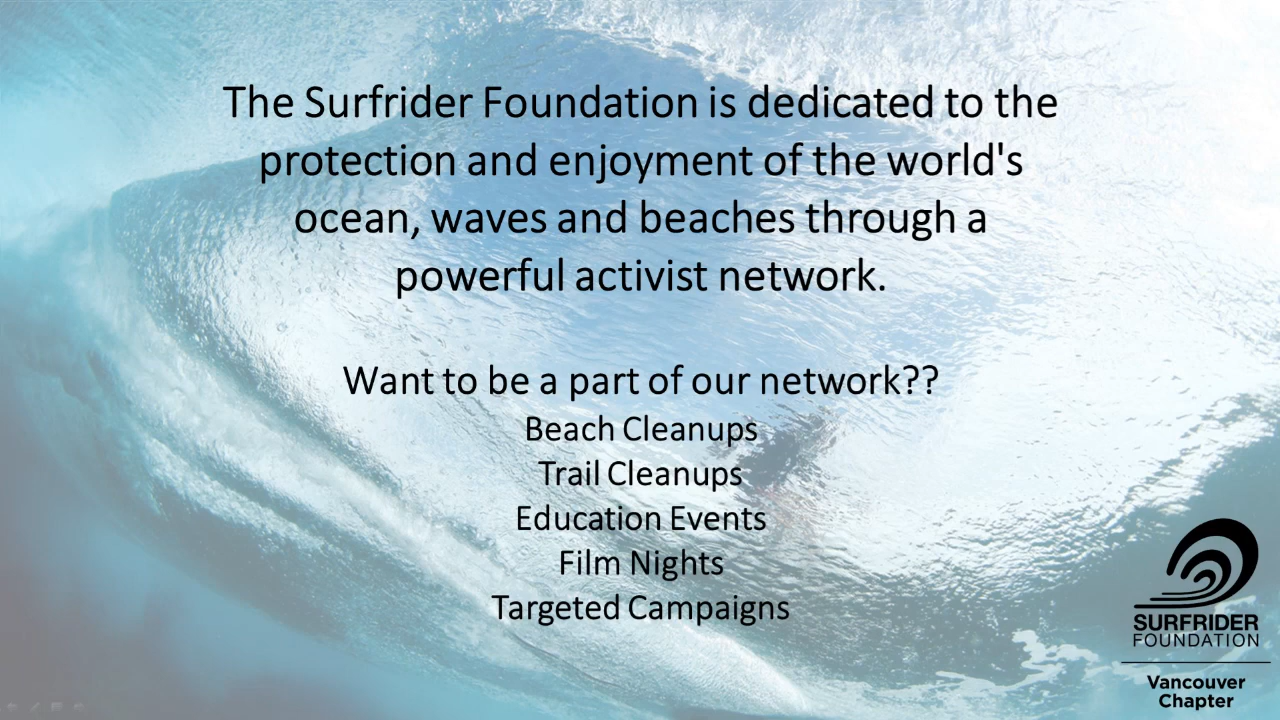 The Surfrider Foundation is dedicated to the
protection and enjoyment of the world's
ocean, waves and beaches through a
powerful activist network.
Want to be a part of our network??
Beach Cleanups
Trail Cleanups
Education Events
Film Nights
Targeted Campaigns
SURFRIDER
FOUNDATION
Vancouver
Chapter